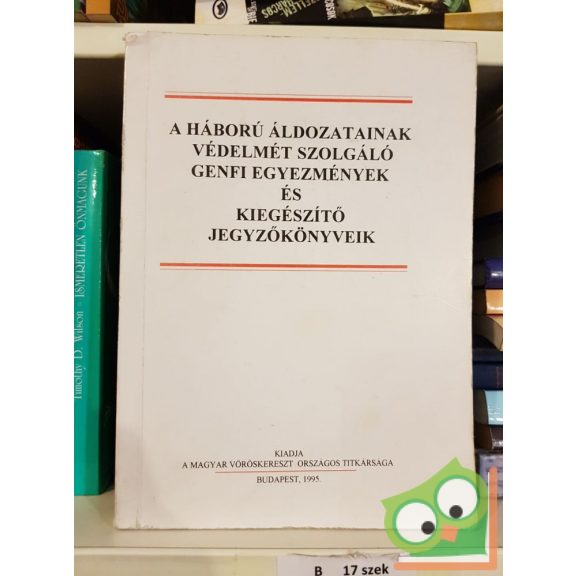 A HÁBORÚ ÁLDOZATAINAK
VÉDELMÉT SZOLGÁLÓ
GENFI EGYEZMÉNYEK
ÉS
KIEGÉSZÍTŐ
JEGYZŐKÖNYVEIK
KIADJA
A MAGYAR VÖRÖSKERESZT ORSZÁGOS TITKÁRSÁGA
BUDAPEST, 1995.
Timothy D. Wilson • ISMERETLEN ÖNMAGUNK
B 17 szek